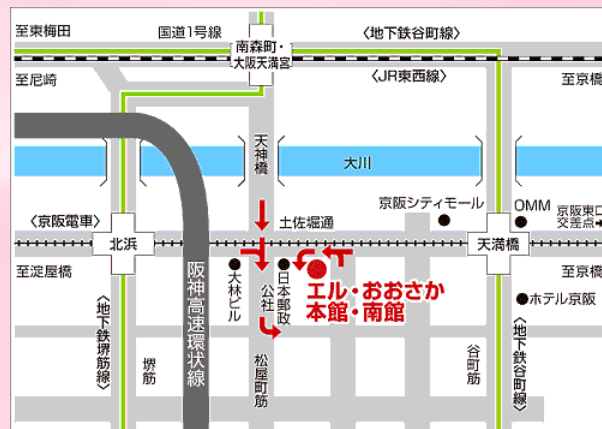 至東梅田
国道1号線
〈地下鉄谷町線〉
南森町・
大阪天満宮
至尼崎
〈JR東西線〉
至京橋
天神橋
大川
京阪シティモール
OMM
京阪東口
交差点
〈京阪電車〉
土佐堀通
北浜
天満橋
至淀屋橋
阪神高速環状線
大林ビル
公社
日本郵政
エル・おおさか
本館・南館
至京橋
ホテル京阪
〈地下鉄堺筋線〉
堺筋
松屋町筋
谷町筋
〈地下鉄谷町線〉